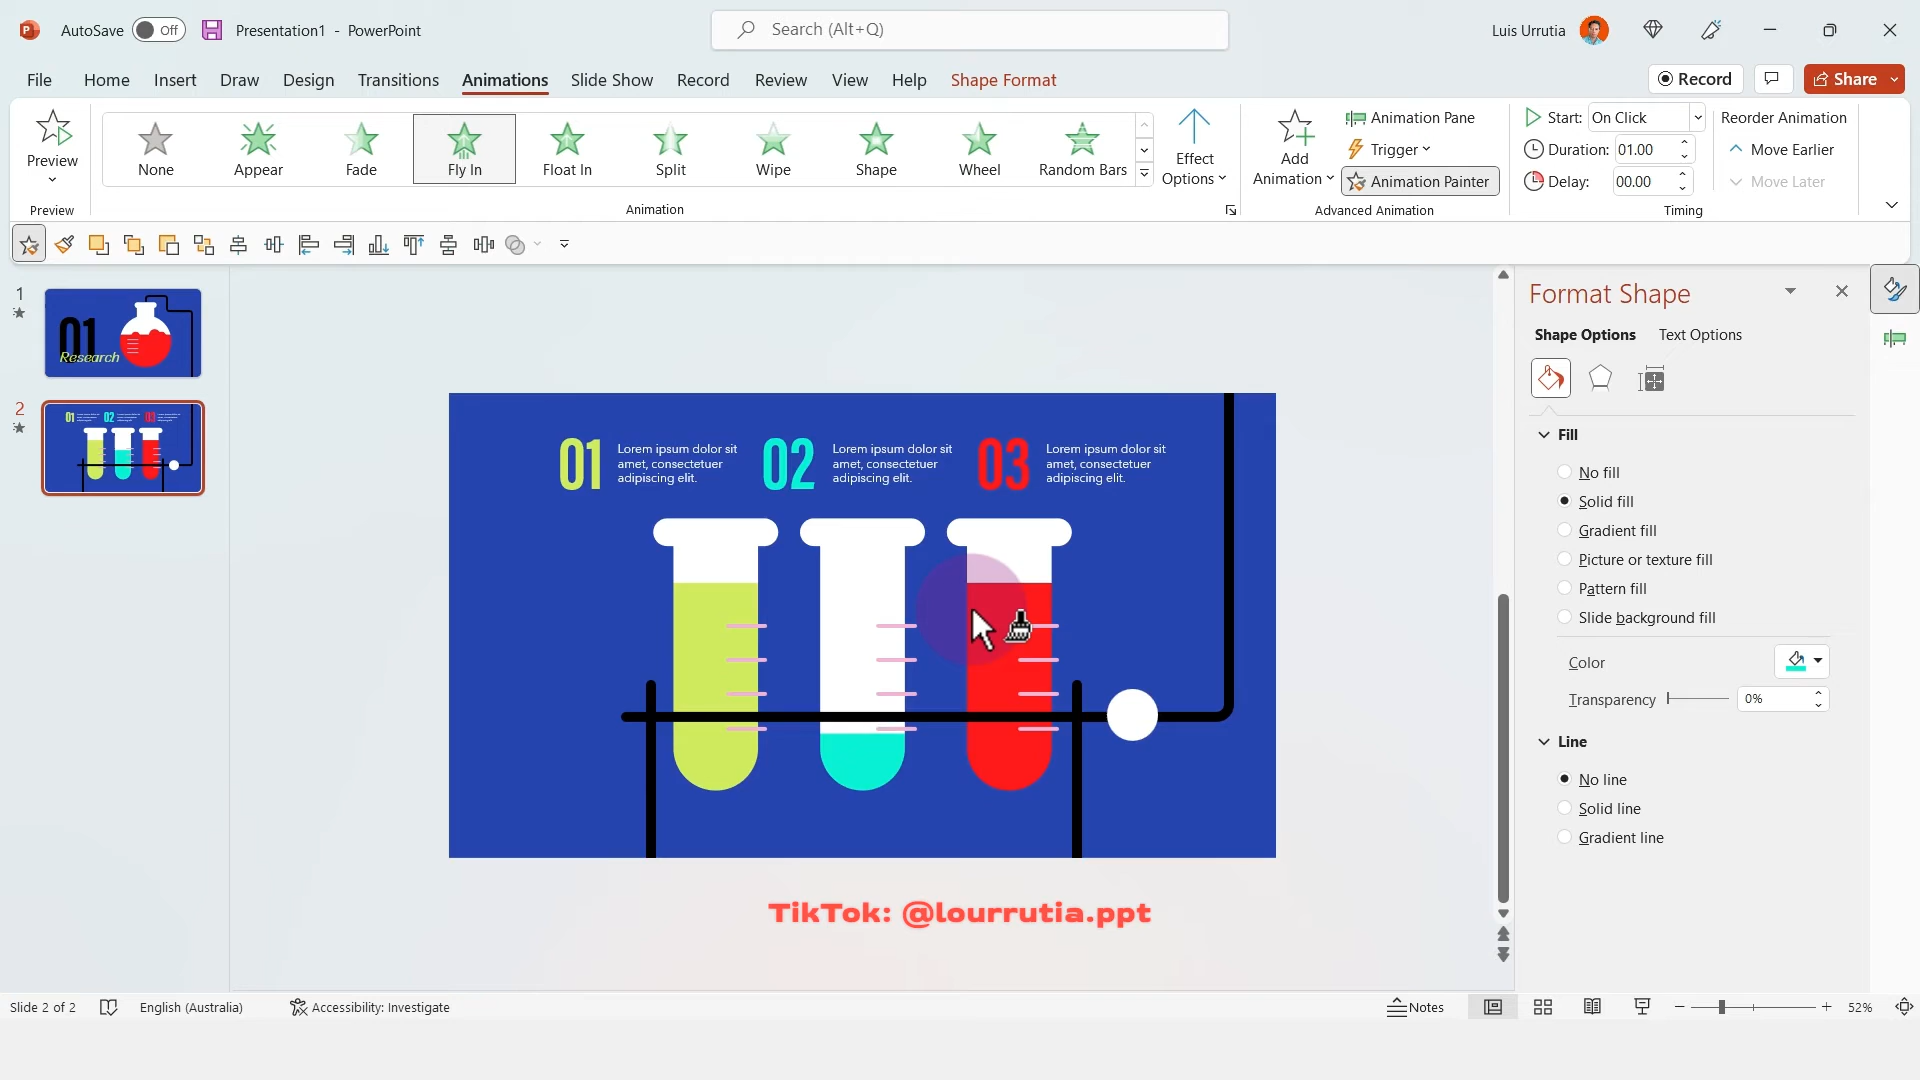 AutoSave Off Presentation1 - PowerPoint Search (Alt+Q) Luis Urrutia
File Home Insert Draw Design Transitions Animations Slide Show Record Review View Help Shape Format Record Share
Preview None Appear Fade Fly In Float In Split Wipe Shape Wheel Random Bars Effect Options Add Animation
Animation Pane
Trigger
Animation Painter
Start: On Click
Duration: 01.00
Delay: 00.00
Reorder Animation
Move Earlier
Move Later
Preview Animation Advanced Animation Timing
1
01
Research
2
01 02 03
01 Lorem ipsum dolor sit
amet, consectetuer
adipiscing elit.
02 Lorem ipsum dolor sit
amet, consectetuer
adipiscing elit.
03 Lorem ipsum dolor sit
amet, consectetuer
adipiscing elit.
TikTok: @lourrutia.ppt
Format Shape
Shape Options Text Options
Fill
No fill
Solid fill
Gradient fill
Picture or texture fill
Pattern fill
Slide background fill
Color
Transparency 0%
Line
No line
Solid line
Gradient line
Slide 2 of 2 English (Australia) Accessibility: Investigate Notes 52%